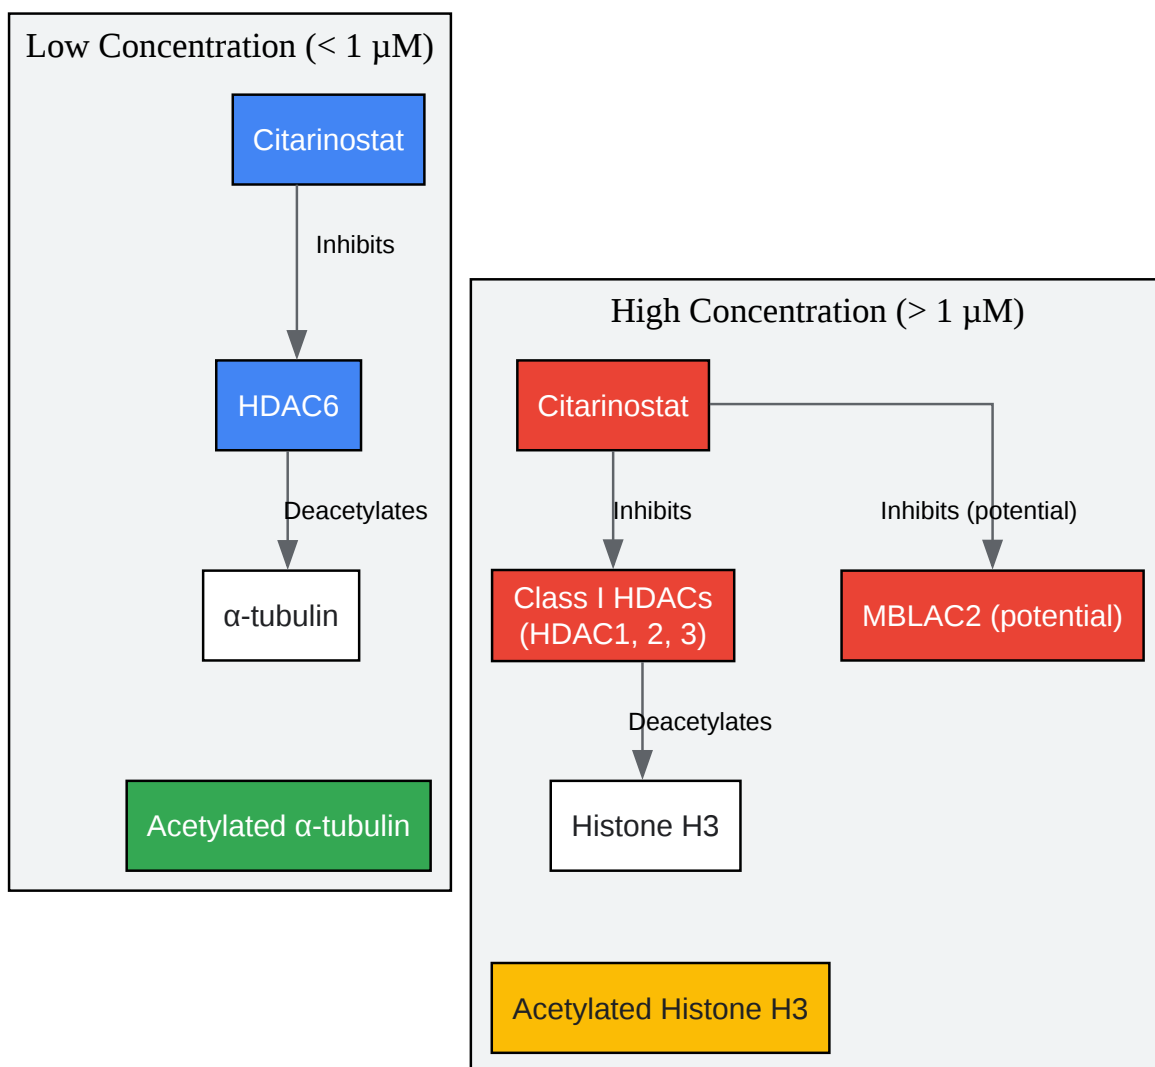 Low Concentration (< 1 µM)
Citarinostat
Inhibits
HDAC6
Deacetylates
α-tubulin
Acetylated α-tubulin
High Concentration (> 1 µM)
Citarinostat
Inhibits
Inhibits (potential)
Class I HDACs
(HDAC1, 2, 3)
MBLAC2 (potential)
Deacetylates
Histone H3
Acetylated Histone H3